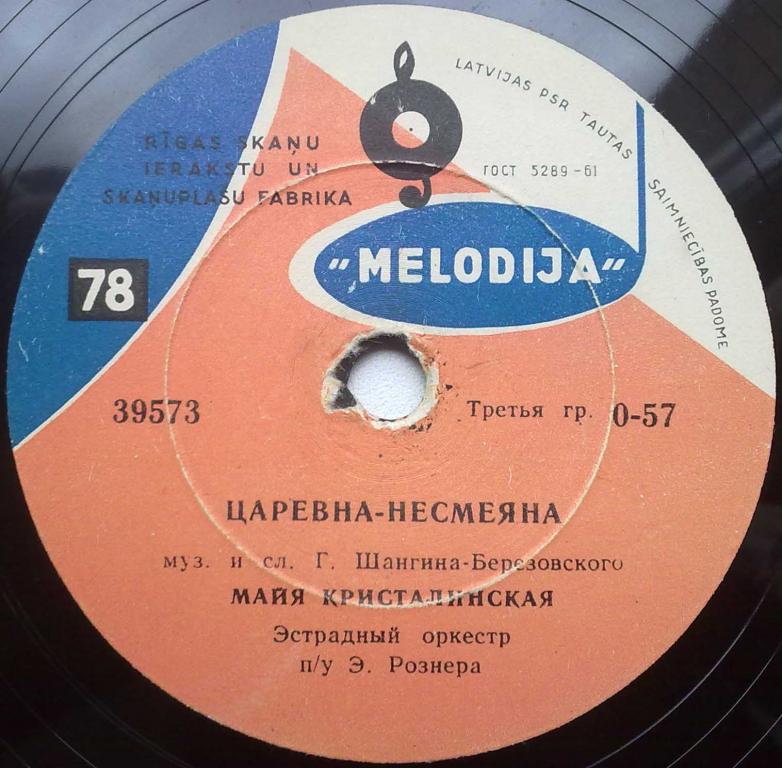 LATVIJAS PSR TAUTAS SAIMNIECĪBAS PADOME
RĪGAS SKAŅU
IERAKSTU UN
SKAŅUPLAŠU FABRIKA
ГОСТ 5289-61
"MELODIJA"
78
39573
Третья гр. 0-57
ЦАРЕВНА-НЕСМЕЯНА
муз. и сл. Г. Шангина-Березовского
МАЙЯ КРИСТАЛИНСКАЯ
Эстрадный оркестр
п/у Э. Рознера